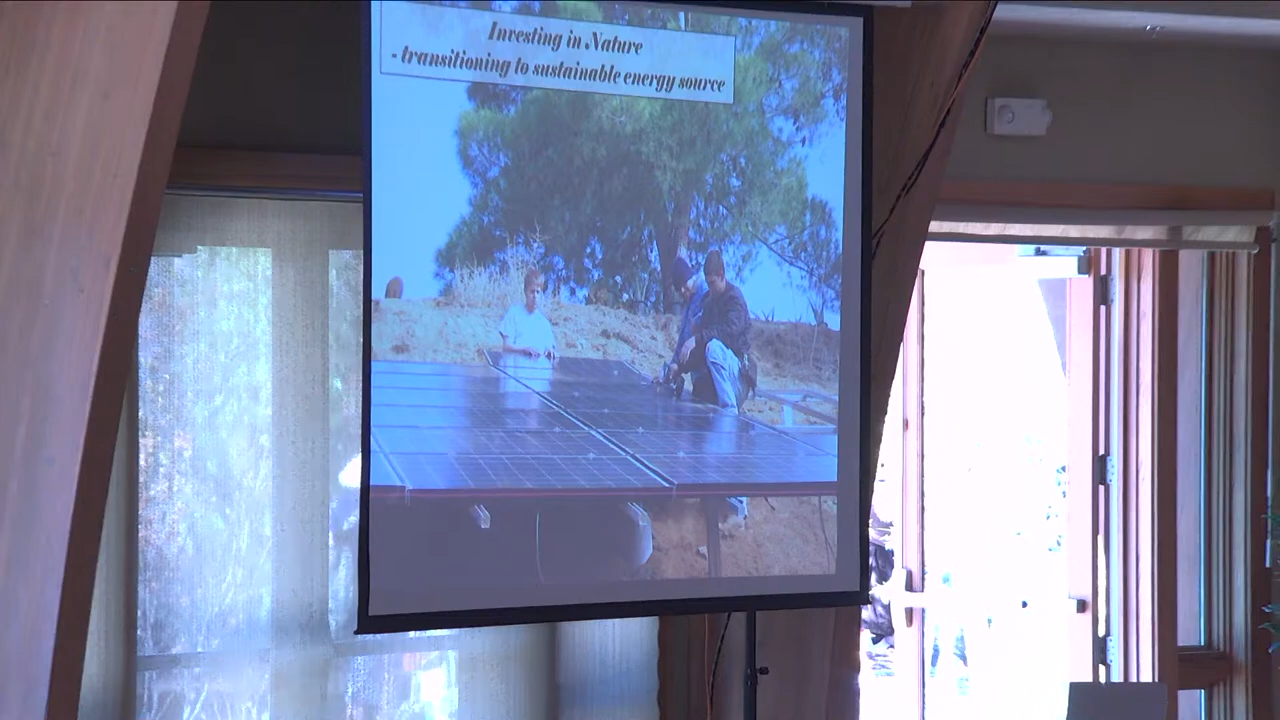 Investing in Nature
- transitioning to sustainable energy source